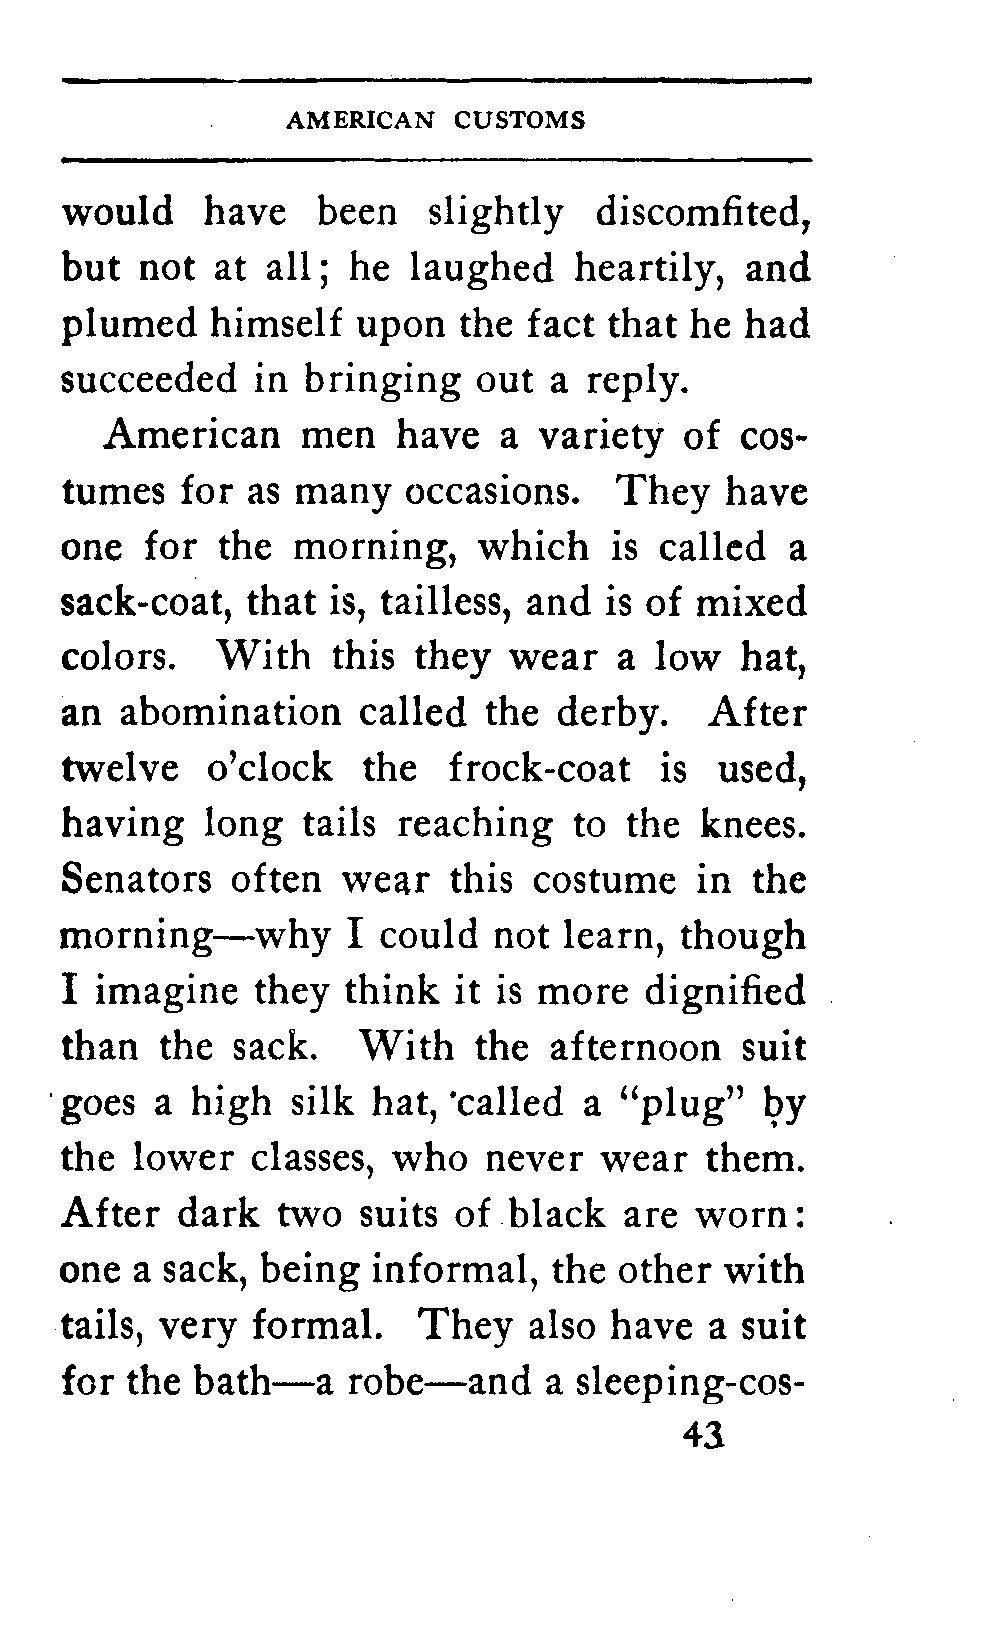 AMERICAN CUSTOMS
would have been slightly discomfited,
but not at all; he laughed heartily, and
plumed himself upon the fact that he had
succeeded in bringing out a reply.
American men have a variety of cos-
tumes for as many occasions. They have
one for the morning, which is called a
sack-coat, that is, tailless, and is of mixed
colors. With this they wear a low hat,
an abomination called the derby. After
twelve o'clock the frock-coat is used,
having long tails reaching to the knees.
Senators often wear this costume in the
morning—why I could not learn, though
I imagine they think it is more dignified
than the sack. With the afternoon suit
goes a high silk hat, called a "plug" by
the lower classes, who never wear them.
After dark two suits of black are worn:
one a sack, being informal, the other with
tails, very formal. They also have a suit
for the bath—a robe—and a sleeping-cos-
43